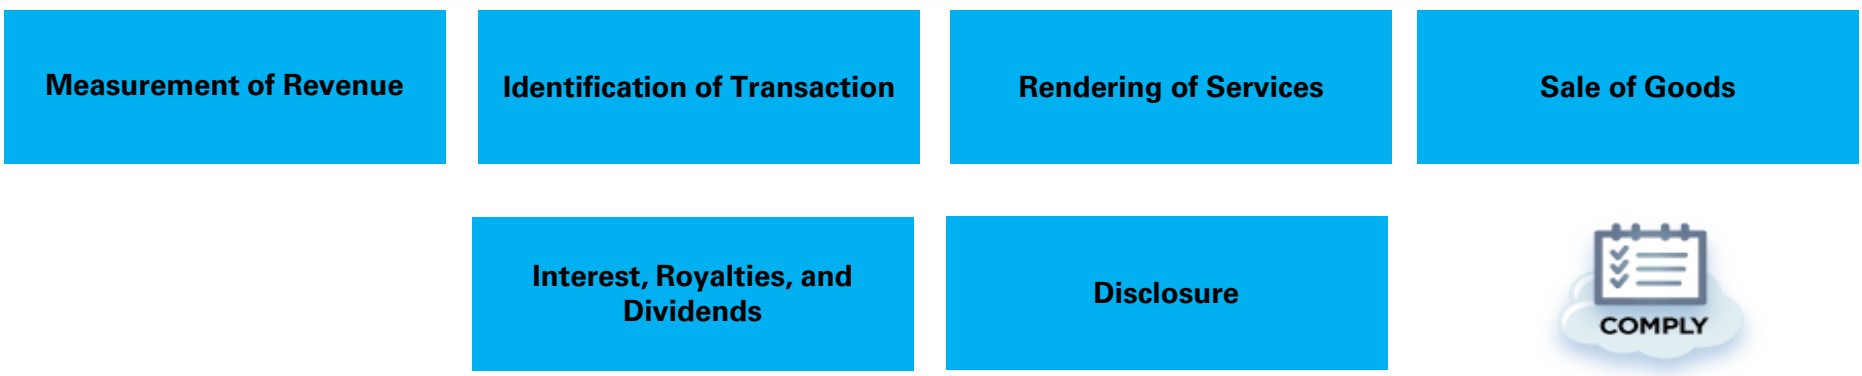 Measurement of Revenue
Identification of Transaction
Rendering of Services
Sale of Goods
Interest, Royalties, and
Dividends
Disclosure
COMPLY